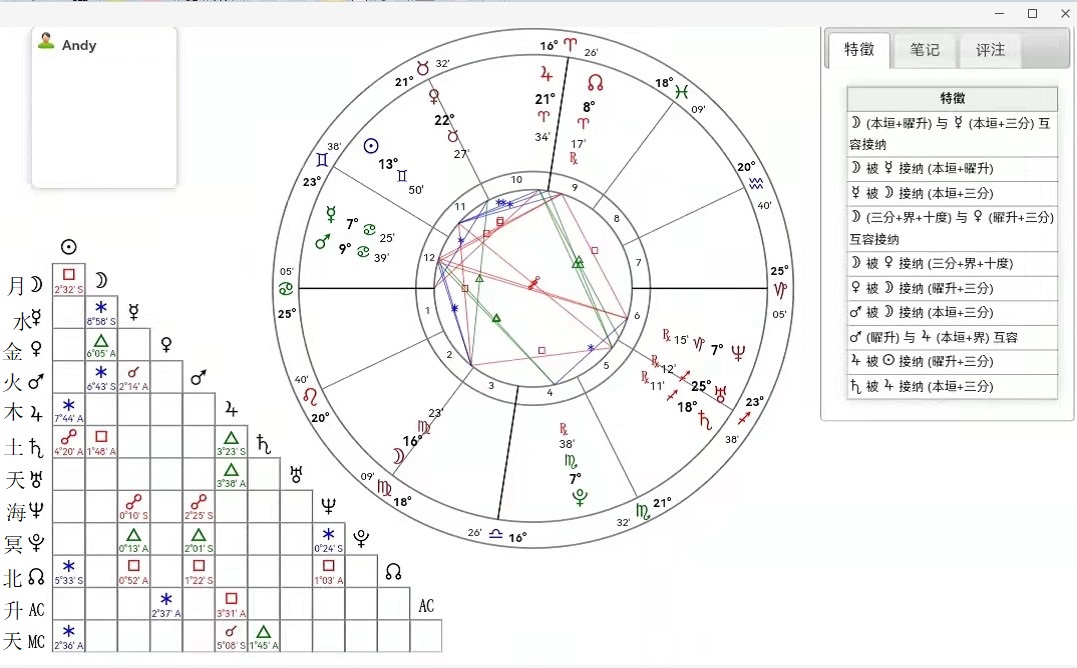 Andy
特徵
笔记
评注
特徵
☽ (本垣+曜升) 与 ☿ (本垣+三分) 互
容接纳
☽ 被 ☿ 接纳 (本垣+曜升)
☿ 被 ☽ 接纳 (本垣+三分)
☽ (三分+界+十度) 与 ♀ (曜升+三分)
互容接纳
☽ 被 ♀ 接纳 (三分+界+十度)
♀ 被 ☽ 接纳 (曜升+三分)
♂ 被 ☽ 接纳 (本垣+三分)
♂ (曜升) 与 ♃ (本垣+界) 互容
♃ 被 ☉ 接纳 (曜升+三分)
♄ 被 ♃ 接纳 (本垣+三分)
16° ♈ 26'
21° ♉ 32'
18° ♓ 09'
♃ 21° ♈ 34'
☊ 8° ♈ 17' ℞
♀ 22° ♉ 27'
38' ♊ 23°
☉ 13° ♊ 50'
20° ♒ 40'
☿ 7° ♋ 25'
♂ 9° ♋ 39'
05' ♋ 25°
25° ♑ 05'
10
9
11
8
12
7
1
6
2
5
3
4
℞ 15' ♑ 7° ♆
℞ 12' ♐ 25° ♅
℞ 11' ♐ 18° ♄
23° ♐ 38'
40' ♌ 20°
23' ♍ 16° ☽
℞ 38' ♏ 7° ♇
09' ♍ 18°
32' ♏ 21°
26' ♎ 16°
☉
月☽ □ 2°32' S ☽
水☿ ∗ 8°58' S ☿
金♀ △ 6°05' A ♀
火♂ ∗ 6°43' S ☌ 2°14' A ♂
木♃ ∗ 7°44' A ♃
土♄ ☍ 4°20' A □ 1°48' A △ 3°23' S ♄
天♅ △ 3°38' A ♅
海♆ ☍ 0°10' S ☍ 2°25' S ♆
冥♇ △ 0°13' A △ 2°01' S ∗ 0°24' S ♇
北☊ ∗ 5°33' S □ 0°52' A □ 1°22' S □ 1°03' A ☊
升AC ∗ 2°37' A □ 3°31' A AC
天MC ∗ 2°36' A ☌ 5°08' S △ 1°45' A